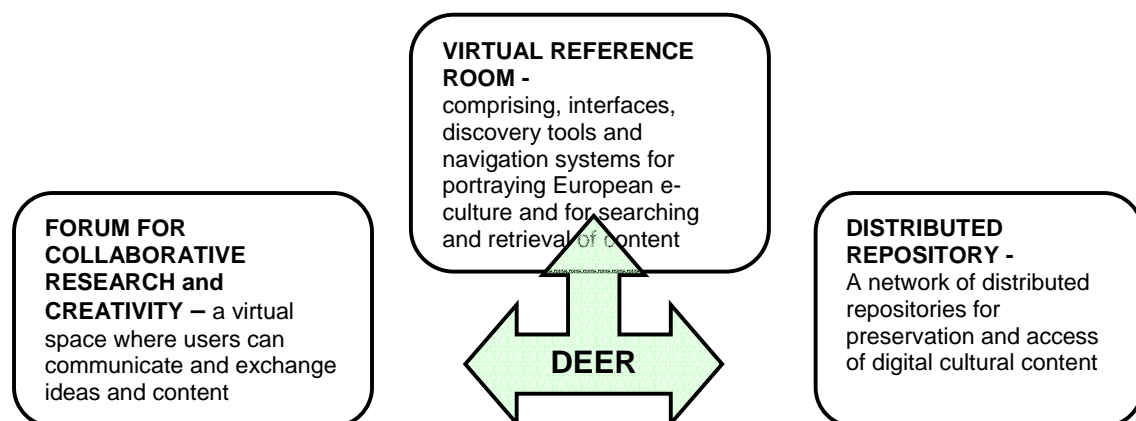 VIRTUAL REFERENCE
ROOM -
comprising, interfaces,
discovery tools and
navigation systems for
portraying European e-
culture and for searching
and retrieval of content
FORUM FOR
COLLABORATIVE
RESEARCH and
CREATIVITY – a virtual
space where users can
communicate and exchange
ideas and content
DEER
DISTRIBUTED
REPOSITORY -
A network of distributed
repositories for
preservation and access
of digital cultural content